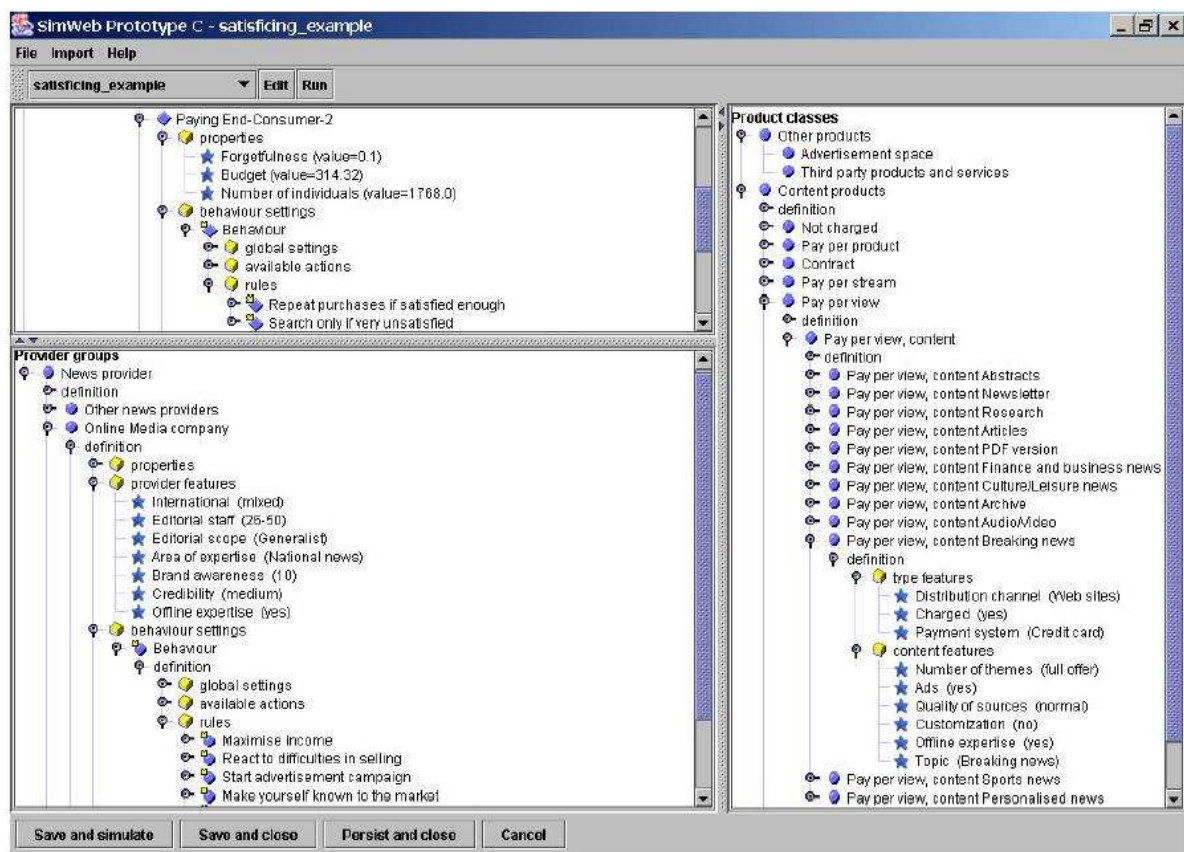 SimWeb Prototype C - satisficing_example
File Import Help
satisficing_example Edit Run
Paying End-Consumer-2
properties
Forgetfulness (value=0.1)
Budget (value=314.32)
Number of individuals (value=1768.0)
behaviour settings
Behaviour
global settings
available actions
rules
Repeat purchases if satisfied enough
Search only if very unsatisfied
Provider groups
News provider
definition
Other news providers
Online Media company
definition
properties
provider features
International (mixed)
Editorial staff (26-50)
Editorial scope (Generalist)
Area of expertise (National news)
Brand awareness (10)
Credibility (medium)
Offline expertise (yes)
behaviour settings
Behaviour
definition
global settings
available actions
rules
Maximise income
React to difficulties in selling
Start advertisement campaign
Make yourself known to the market
Product classes
Other products
Advertisement space
Third party products and services
Content products
definition
Not charged
Pay per product
Contract
Pay per stream
Pay per view
definition
Pay per view, content
definition
Pay per view, content Abstracts
Pay per view, content Newsletter
Pay per view, content Research
Pay per view, content Articles
Pay per view, content PDF version
Pay per view, content Finance and business news
Pay per view, content Culture/Leisure news
Pay per view, content Archive
Pay per view, content Audio/Video
Pay per view, content Breaking news
definition
type features
Distribution channel (Web sites)
Charged (yes)
Payment system (Credit card)
content features
Number of themes (full offer)
Ads (yes)
Quality of sources (normal)
Customization (no)
Offline expertise (yes)
Topic (Breaking news)
Pay per view, content Sports news
Pay per view, content Personalised news
Save and simulate Save and close Persist and close Cancel